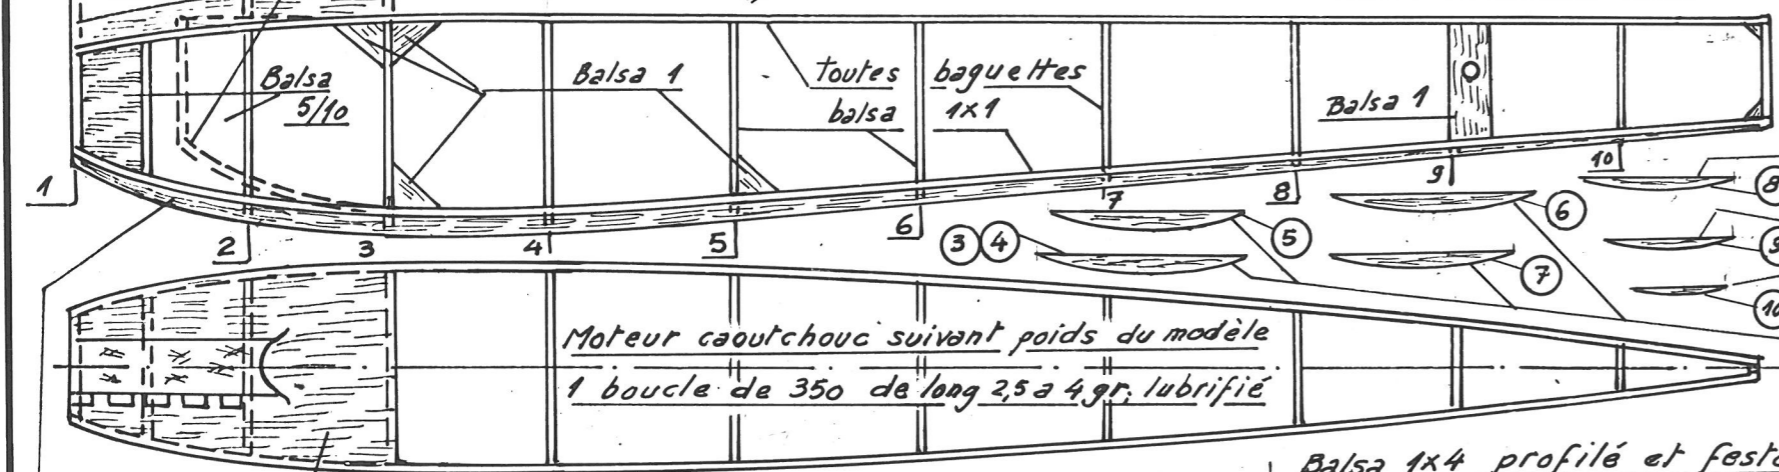 Balsa
5/10
Balsa 1
Toutes baguettes
balsa 1x1
Balsa 1
1
2
3
4
5
6
7
8
9
10
3 4
5
6
7
8
9
10
Moteur caoutchouc suivant poids du modèle
1 boucle de 350 de long 2,5 a 4 gr. lubrifié
Balsa 1x4 profilé et